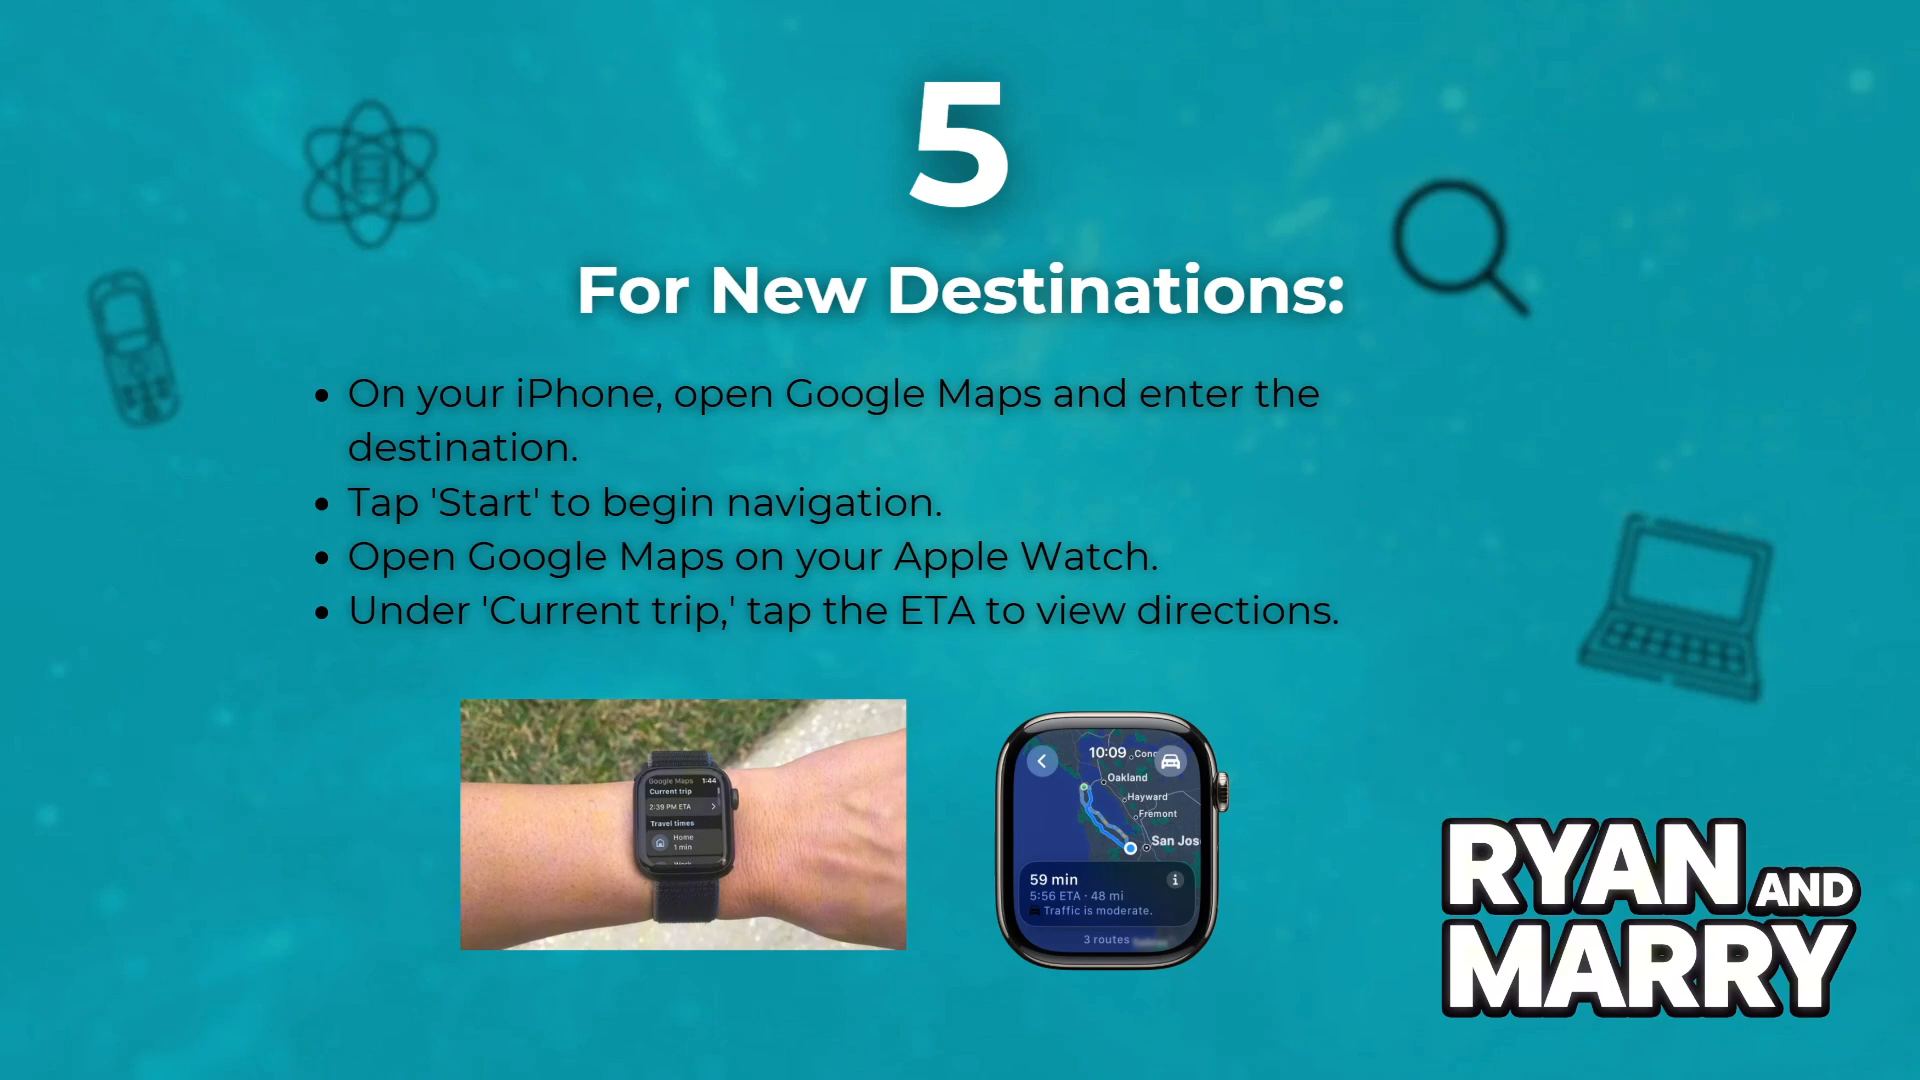 5
For New Destinations:
• On your iPhone, open Google Maps and enter the
destination.
• Tap 'Start' to begin navigation.
• Open Google Maps on your Apple Watch.
• Under 'Current trip,' tap the ETA to view directions.
Google Maps 1:44
Current trip
2:39 PM ETA
Travel times
Home
1 min
10:09
Conc
Oakland
Hayward
Fremont
San Jos
59 min
5:56 ETA · 48 mi
Traffic is moderate.
3 routes
RYAN AND
MARRY